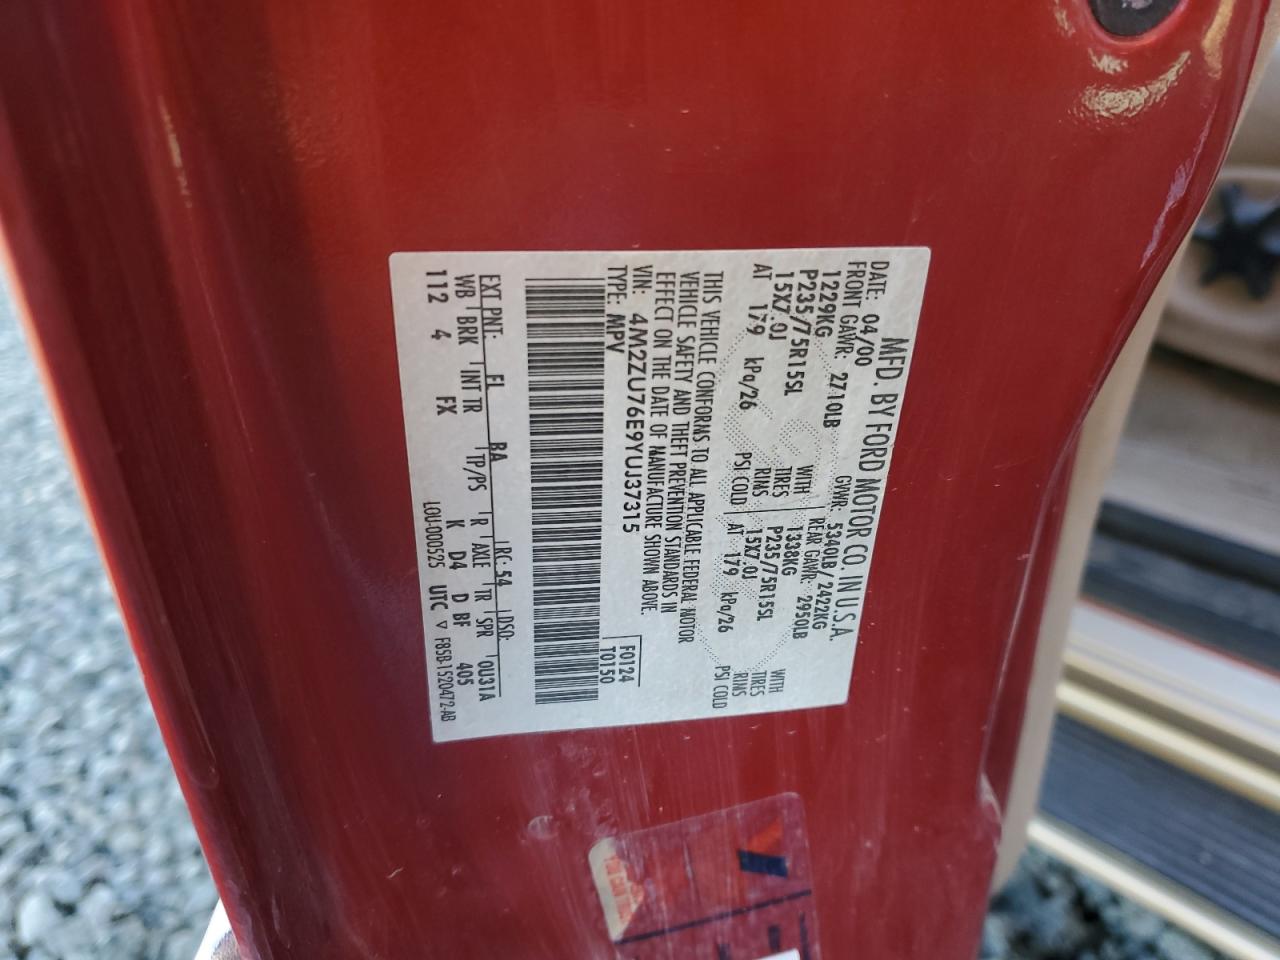 MFD. BY FORD MOTOR CO. IN U.S.A.
DATE: 04/00 GVWR: 5340LB/2422KG
FRONT GAWR: 2710LB REAR GAWR: 2950LB
1229KG WITH 1338KG WITH
P235/75R15SL TIRES P235/75R15SL TIRES
15X7.0J RIMS 15X7.0J RIMS
AT 179 kPa/26 PSI COLD AT 179 kPa/26 PSI COLD
THIS VEHICLE CONFORMS TO ALL APPLICABLE FEDERAL MOTOR
VEHICLE SAFETY AND THEFT PREVENTION STANDARDS IN
EFFECT ON THE DATE OF MANUFACTURE SHOWN ABOVE.
VIN: 4M2ZU76E9YUJ37315 F0124
TYPE: MPV T0150
EXT PNT: FL BA RC: 54 DSO: 0U31A
WB BRK INT TR TP/PS R AXLE TR SPR
112 4 FX K D4 D BF 405
LOU-000525 UTC F85B-1520472-AB